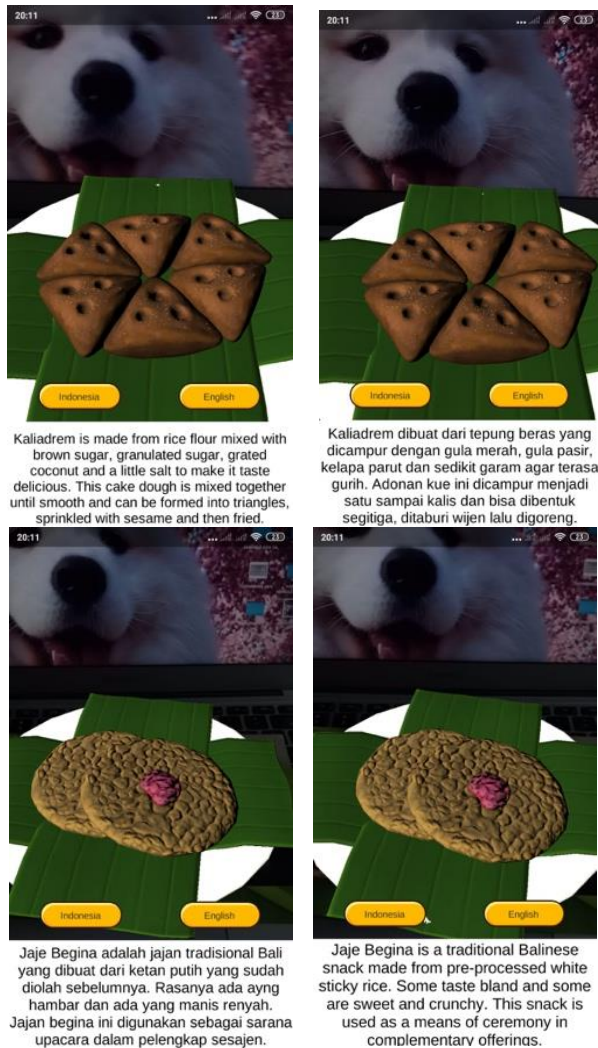 20:11
23
20:11
23
Indonesia
English
Indonesia
English
Kaliadrem is made from rice flour mixed with
brown sugar, granulated sugar, grated
coconut and a little salt to make it taste
delicious. This cake dough is mixed together
until smooth and can be formed into triangles,
sprinkled with sesame and then fried.
Kaliadrem dibuat dari tepung beras yang
dicampur dengan gula merah, gula pasir,
kelapa parut dan sedikit garam agar terasa
gurih. Adonan kue ini dicampur menjadi
satu sampai kalis dan bisa dibentuk
segitiga, ditaburi wijen lalu digoreng.
20:11
23
20:11
23
Indonesia
English
Indonesia
English
Jaje Begina adalah jajan tradisional Bali
yang dibuat dari ketan putih yang sudah
diolah sebelumnya. Rasanya ada ayng
hambar dan ada yang manis renyah.
Jajan begina ini digunakan sebagai sarana
upacara dalam pelengkap sesajen.
Jaje Begina is a traditional Balinese
snack made from pre-processed white
sticky rice. Some taste bland and some
are sweet and crunchy. This snack is
used as a means of ceremony in
complementary offerings.